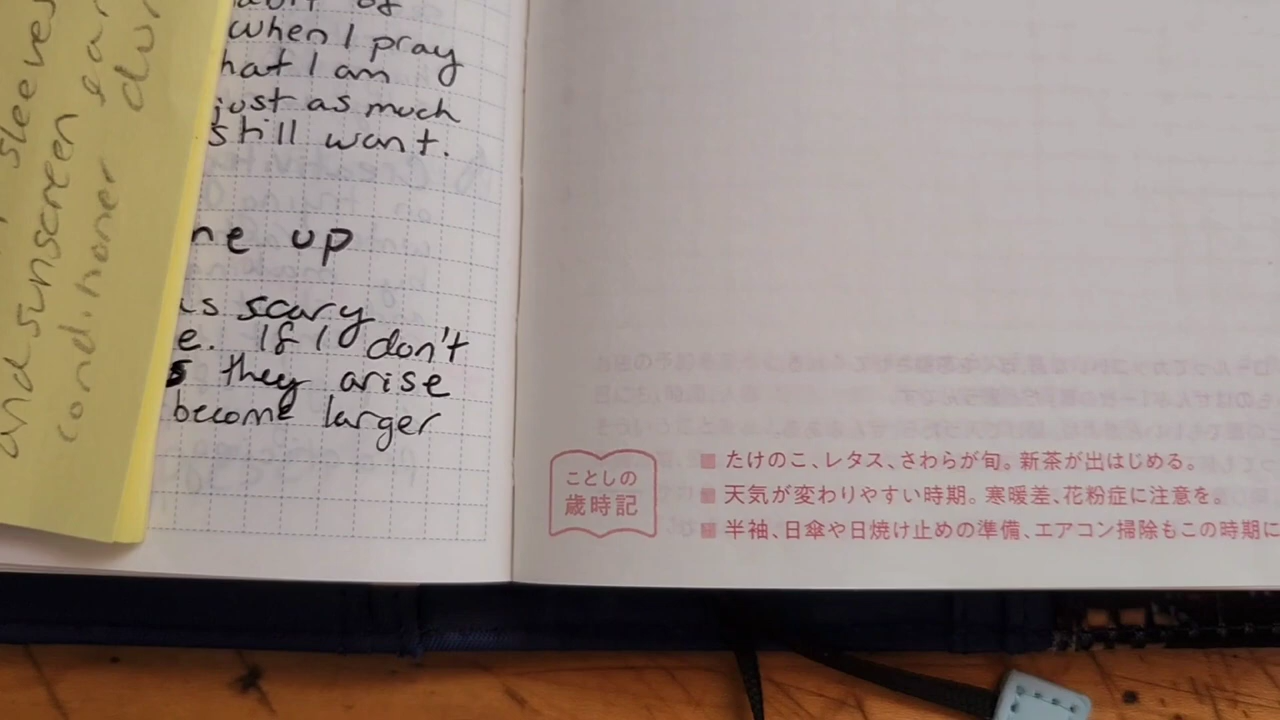 sleeves
and sunscreen
conditioner
when I pray
hat I am
just as much
still want.
ne up
is scary
e. If I don't
s they arise
become larger
ことしの
歳時記
■ たけのこ、レタス、さわらが旬。新茶が出はじめる。
■ 天気が変わりやすい時期。寒暖差、花粉症に注意を。
■ 半袖、日傘や日焼け止めの準備、エアコン掃除もこの時期に